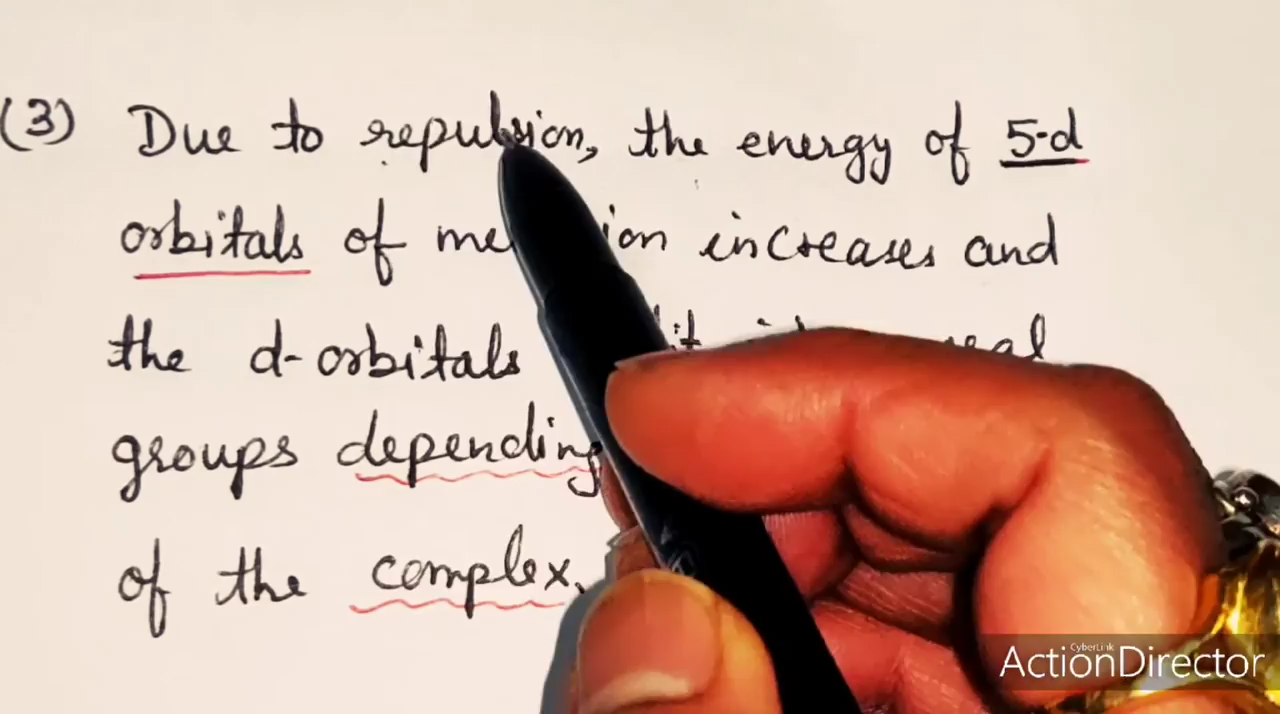 (3) Due to repulsion, the energy of 5-d
orbitals of ion increases and
the d-orbitals
groups depending
of the complex.
CyberLink
ActionDirector